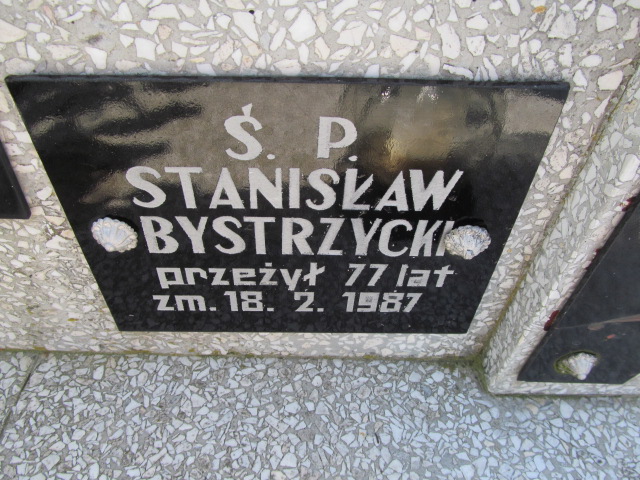 Ś. P.
STANISŁAW
BYSTRZYCKI
przeżył 77 lat
zm. 18. 2. 1987